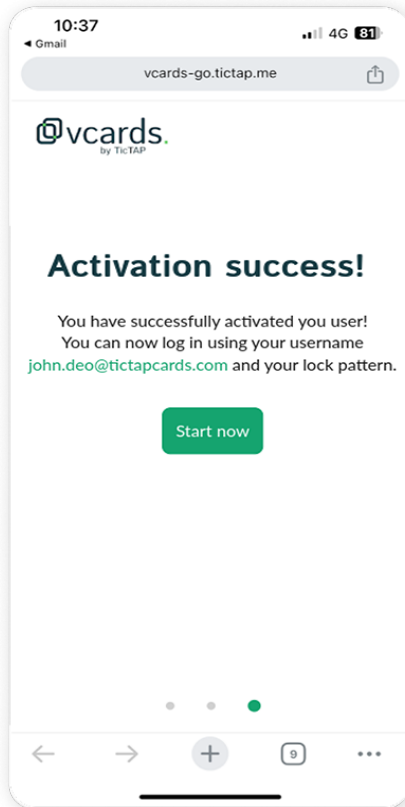 10:37
4G 81
◀ Gmail
vcards-go.tictap.me
vcards.
by TicTAP
Activation success!
You have successfully activated you user!
You can now log in using your username
john.deo@tictapcards.com and your lock pattern.
Start now
9